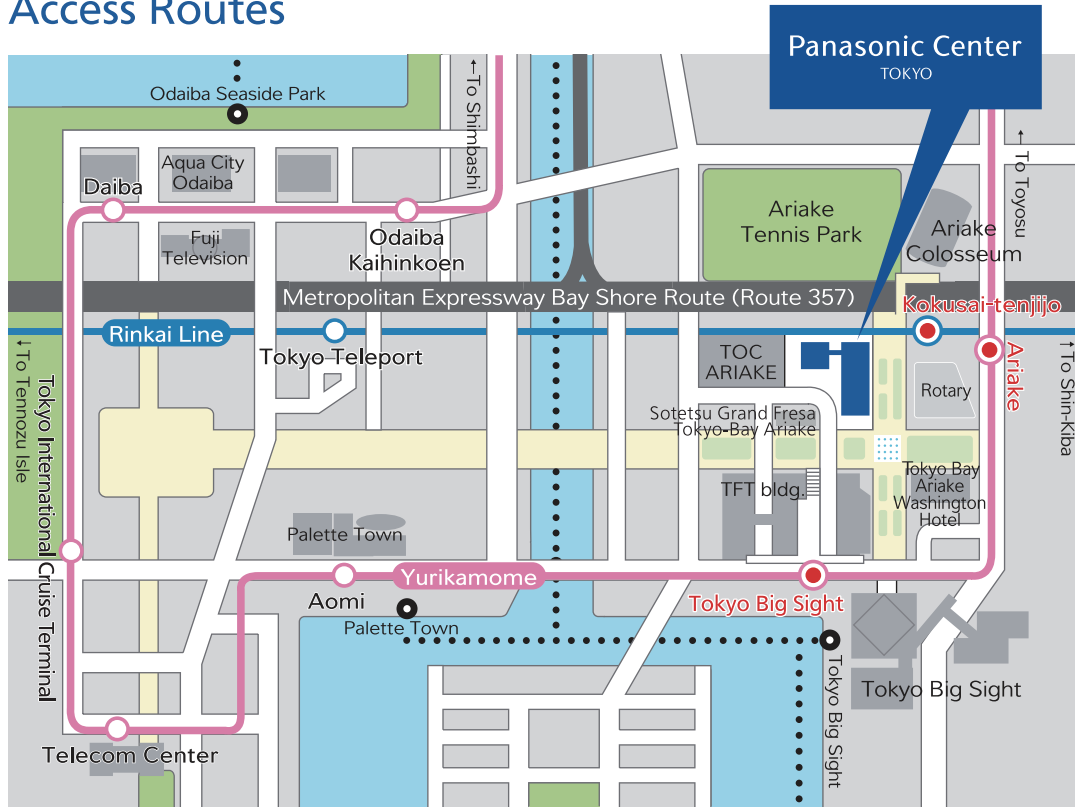 Access Routes
Panasonic Center
TOKYO
←To Shimbashi
Odaiba Seaside Park
←To Toyosu
Aqua City
Odaiba
Daiba
Ariake
Tennis Park
Ariake
Colosseum
Fuji
Television
Odaiba
Kaihinkoen
Metropolitan Expressway Bay Shore Route (Route 357)
Kokusai-tenjijo
Rinkai Line
Tokyo Teleport
TOC
ARIAKE
Ariake
↓To Tennozu Isle
↑To Shin-Kiba
Rotary
Sotetsu Grand Fresa
Tokyo-Bay Ariake
Tokyo International Cruise Terminal
TFT bldg.
Tokyo Bay
Ariake
Washington
Hotel
Palette Town
Yurikamome
Aomi
Tokyo Big Sight
Palette Town
Tokyo Big Sight
Tokyo Big Sight
Telecom Center